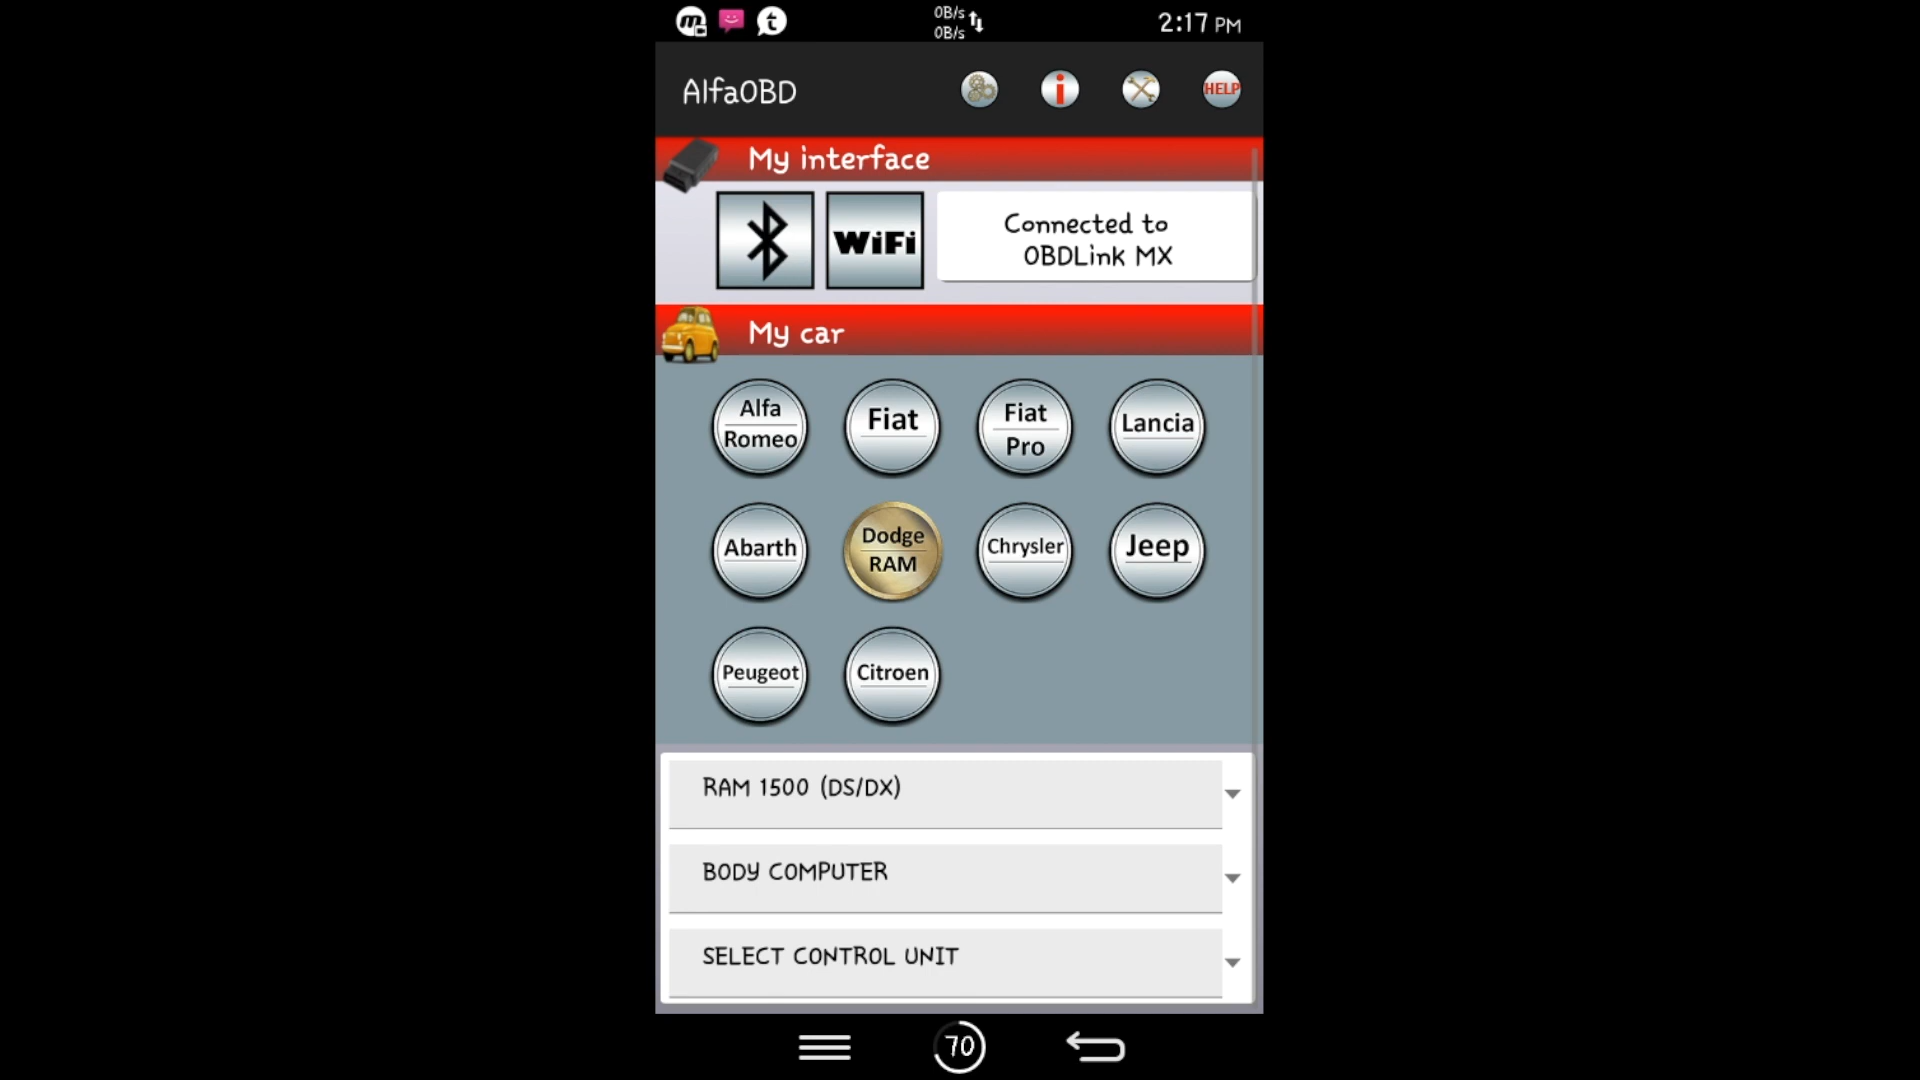 0B/s
0B/s
2:17 PM
AlfaOBD
HELP
My interface
WiFi
Connected to
OBDLink MX
My car
Alfa
Romeo
Fiat
Fiat
Pro
Lancia
Abarth
Dodge
RAM
Chrysler
Jeep
Peugeot
Citroen
RAM 1500 (DS/DX)
BODY COMPUTER
SELECT CONTROL UNIT
70